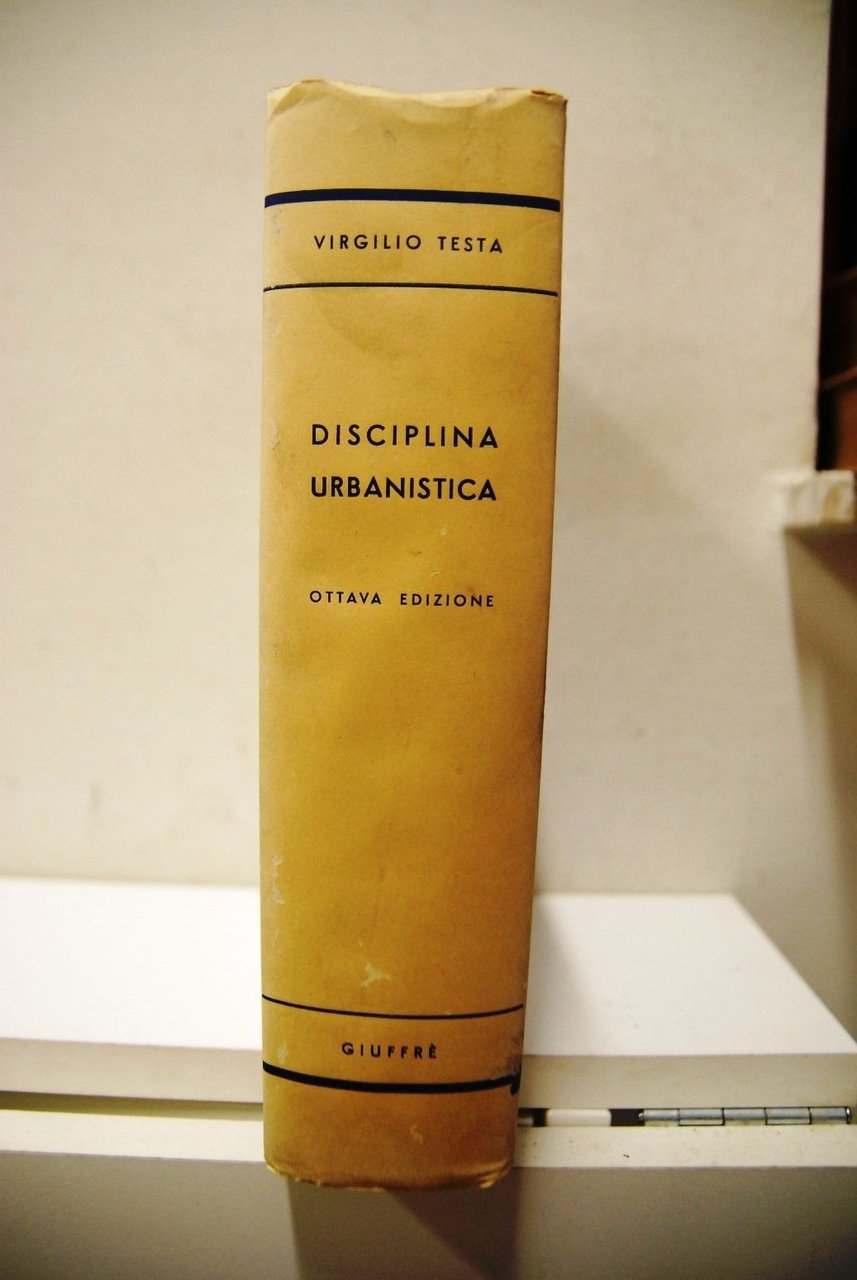 VIRGILIO TESTA
DISCIPLINA
URBANISTICA
OTTAVA EDIZIONE
GIUFFRÈ